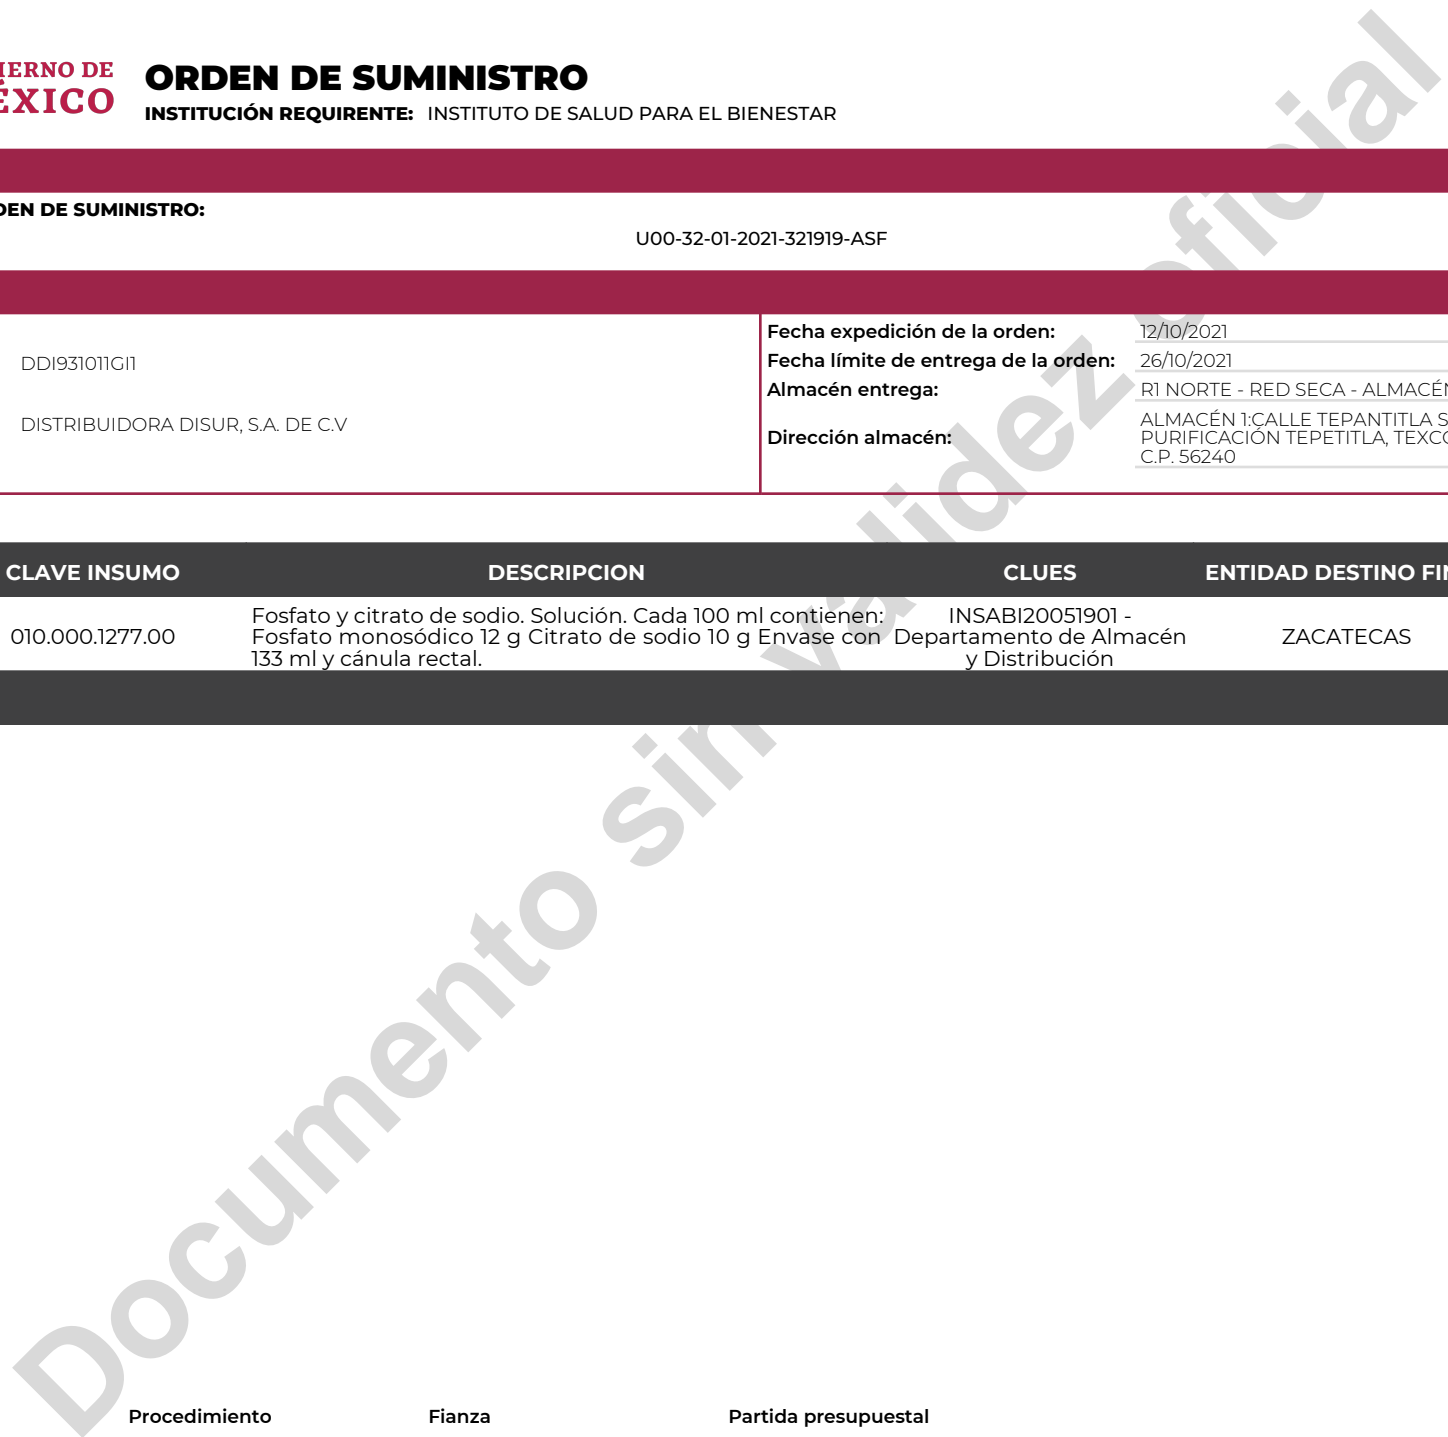 IERNO DE
ÉXICO
ORDEN DE SUMINISTRO
INSTITUCIÓN REQUIRENTE: INSTITUTO DE SALUD PARA EL BIENESTAR
DEN DE SUMINISTRO:
U00-32-01-2021-321919-ASF
DDI931011GI1
DISTRIBUIDORA DISUR, S.A. DE C.V
Fecha expedición de la orden: 12/10/2021
Fecha límite de entrega de la orden: 26/10/2021
Almacén entrega: R1 NORTE - RED SECA - ALMACÉN
Dirección almacén: ALMACÉN 1:CALLE TEPANTITLA S
PURIFICACIÓN TEPETITLA, TEXCO
C.P. 56240
CLAVE INSUMO DESCRIPCION CLUES ENTIDAD DESTINO FIN
010.000.1277.00
Fosfato y citrato de sodio. Solución. Cada 100 ml contienen:
Fosfato monosódico 12 g Citrato de sodio 10 g Envase con
133 ml y cánula rectal.
INSABI20051901 -
Departamento de Almacén
y Distribución
ZACATECAS
Documento sin validez oficial
Procedimiento Fianza Partida presupuestal